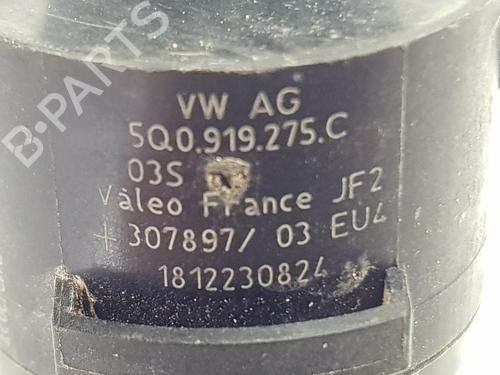 B-PARTS
VW AG
5Q0.919.275.C
03S
Valeo France JF2
+307897/ 03 EU4
1812230824